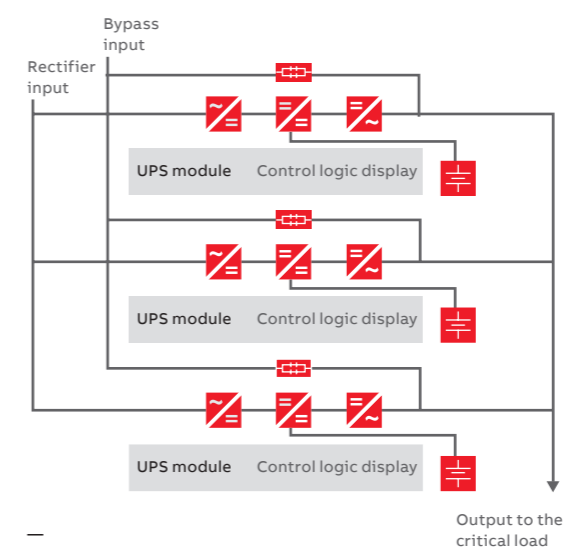 Bypass
input
Rectifier
input
UPS module Control logic display
UPS module Control logic display
UPS module Control logic display
Output to the
critical load